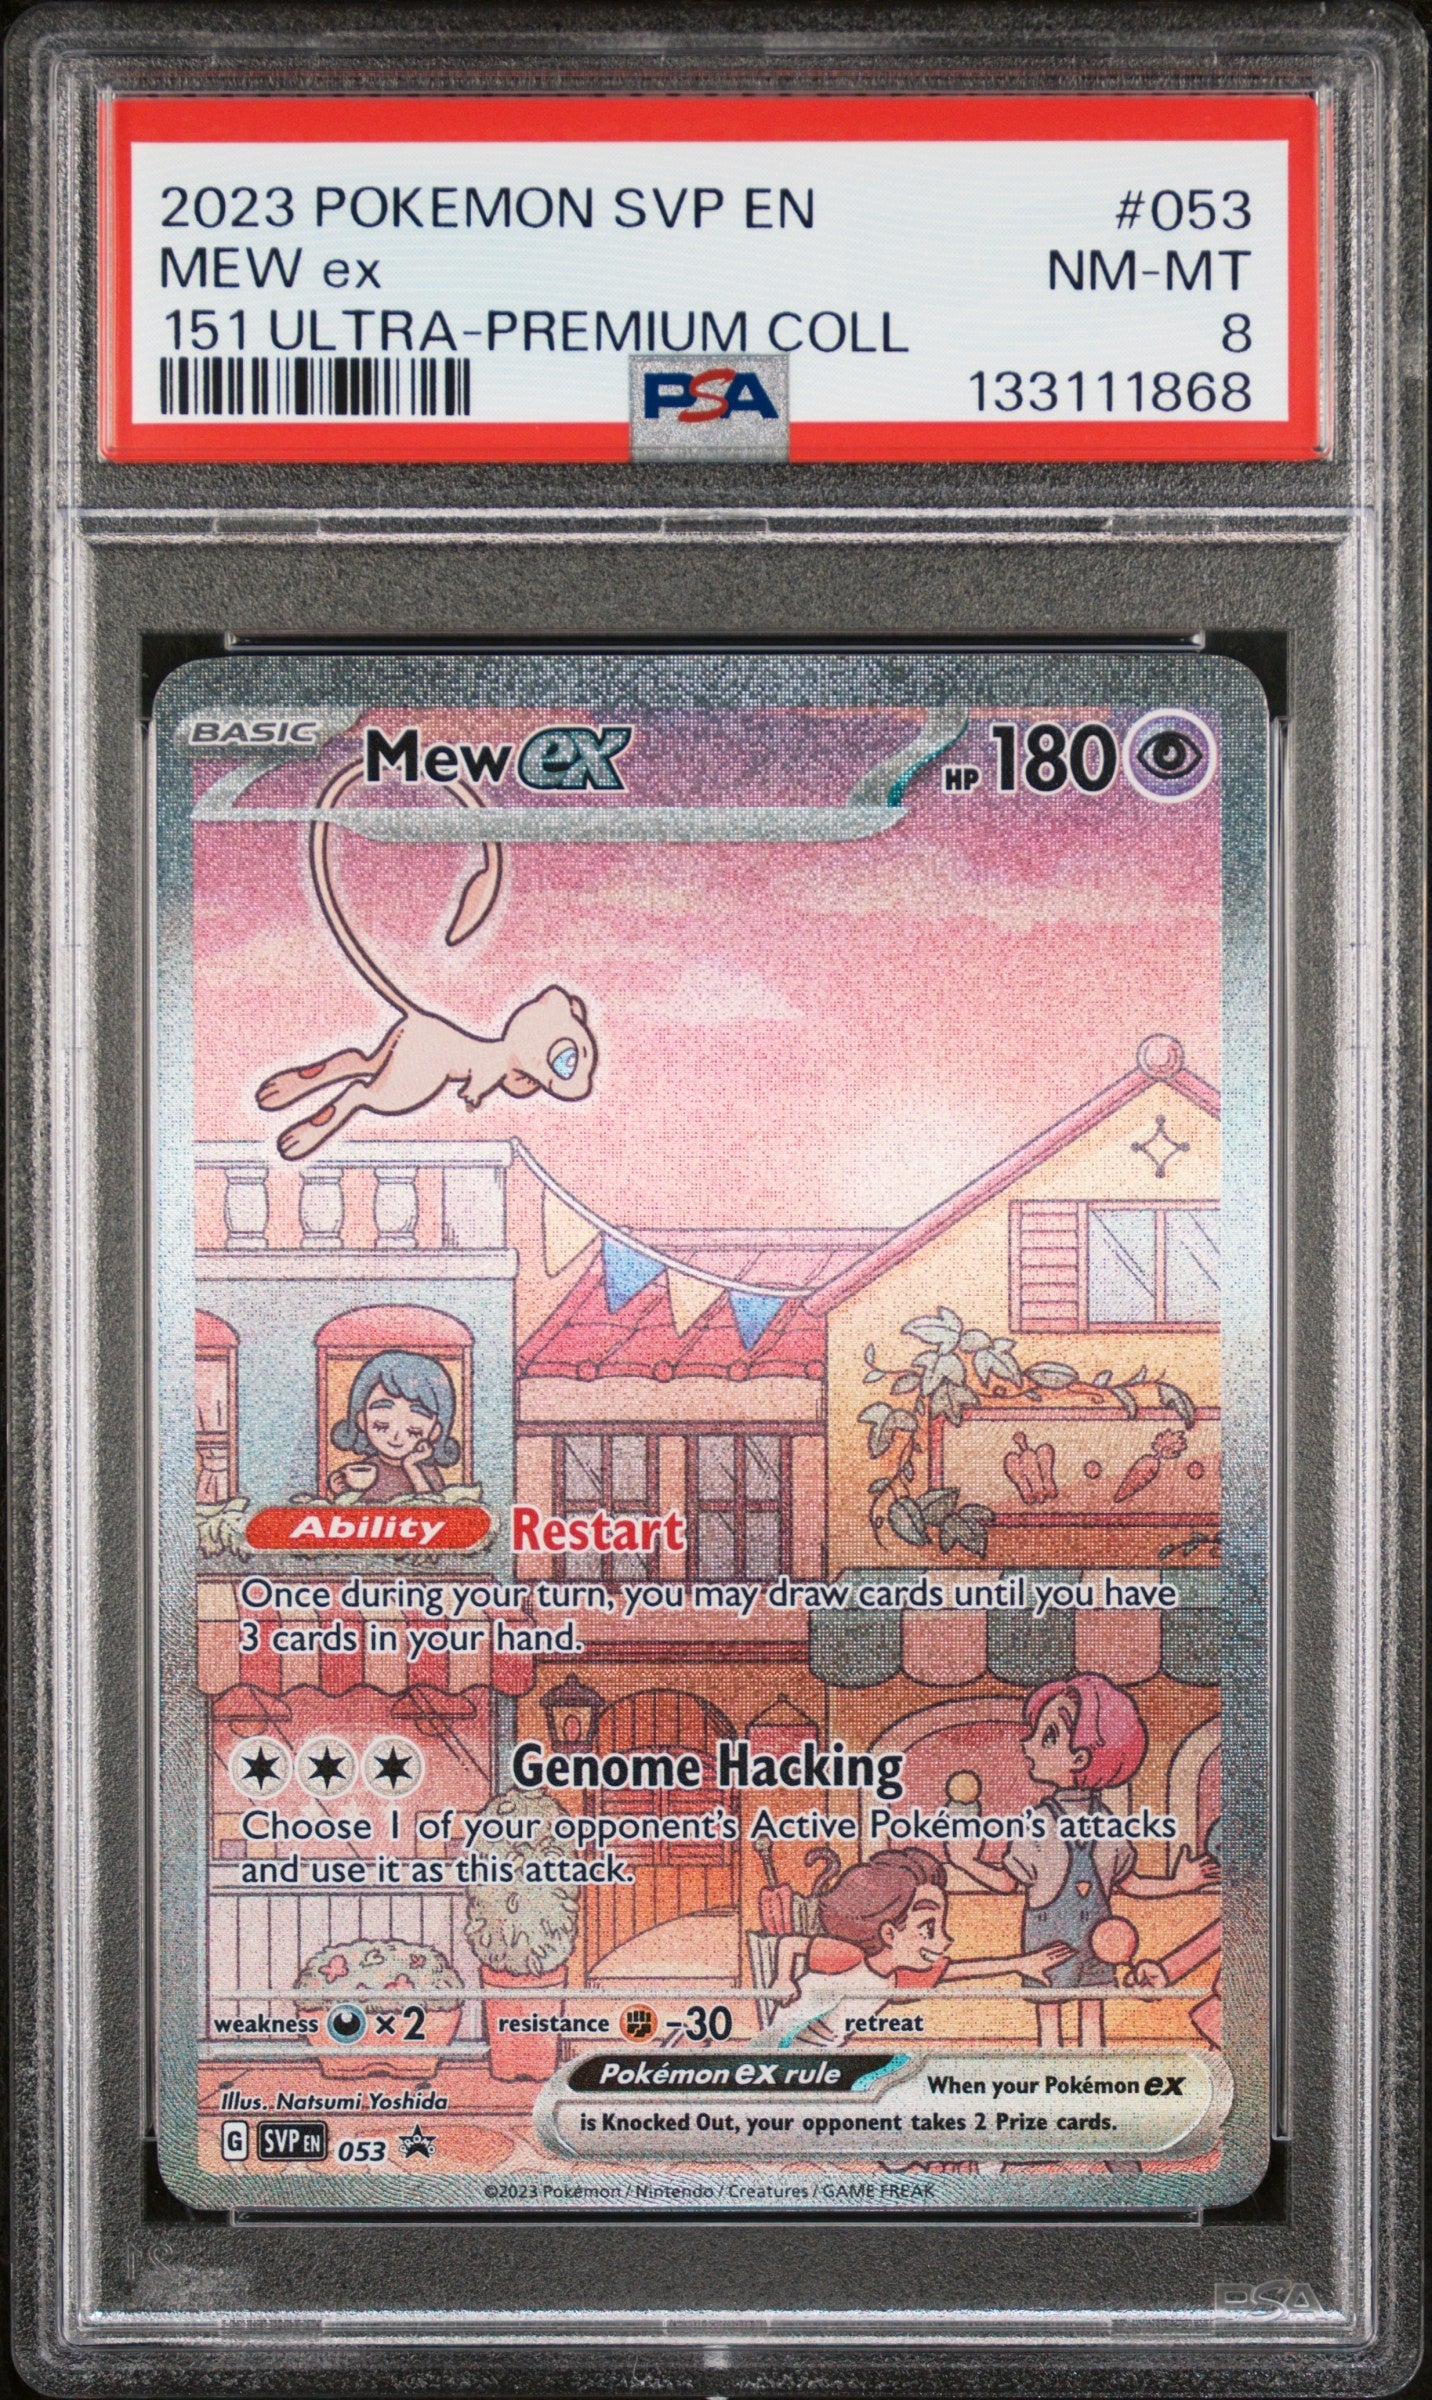 2023 POKEMON SVP EN #053
MEW ex NM-MT
151 ULTRA-PREMIUM COLL 8
PSA 133111868
BASIC Mew ex HP 180
Ability Restart
Once during your turn, you may draw cards until you have
3 cards in your hand.
Genome Hacking
Choose 1 of your opponent's Active Pokémon's attacks
and use it as this attack.
weakness ×2 resistance -30 retreat
Pokémon ex rule When your Pokémon ex
is Knocked Out, your opponent takes 2 Prize cards.
Illus. Natsumi Yoshida
G SVP EN 053
©2023 Pokémon / Nintendo / Creatures / GAME FREAK
PSA